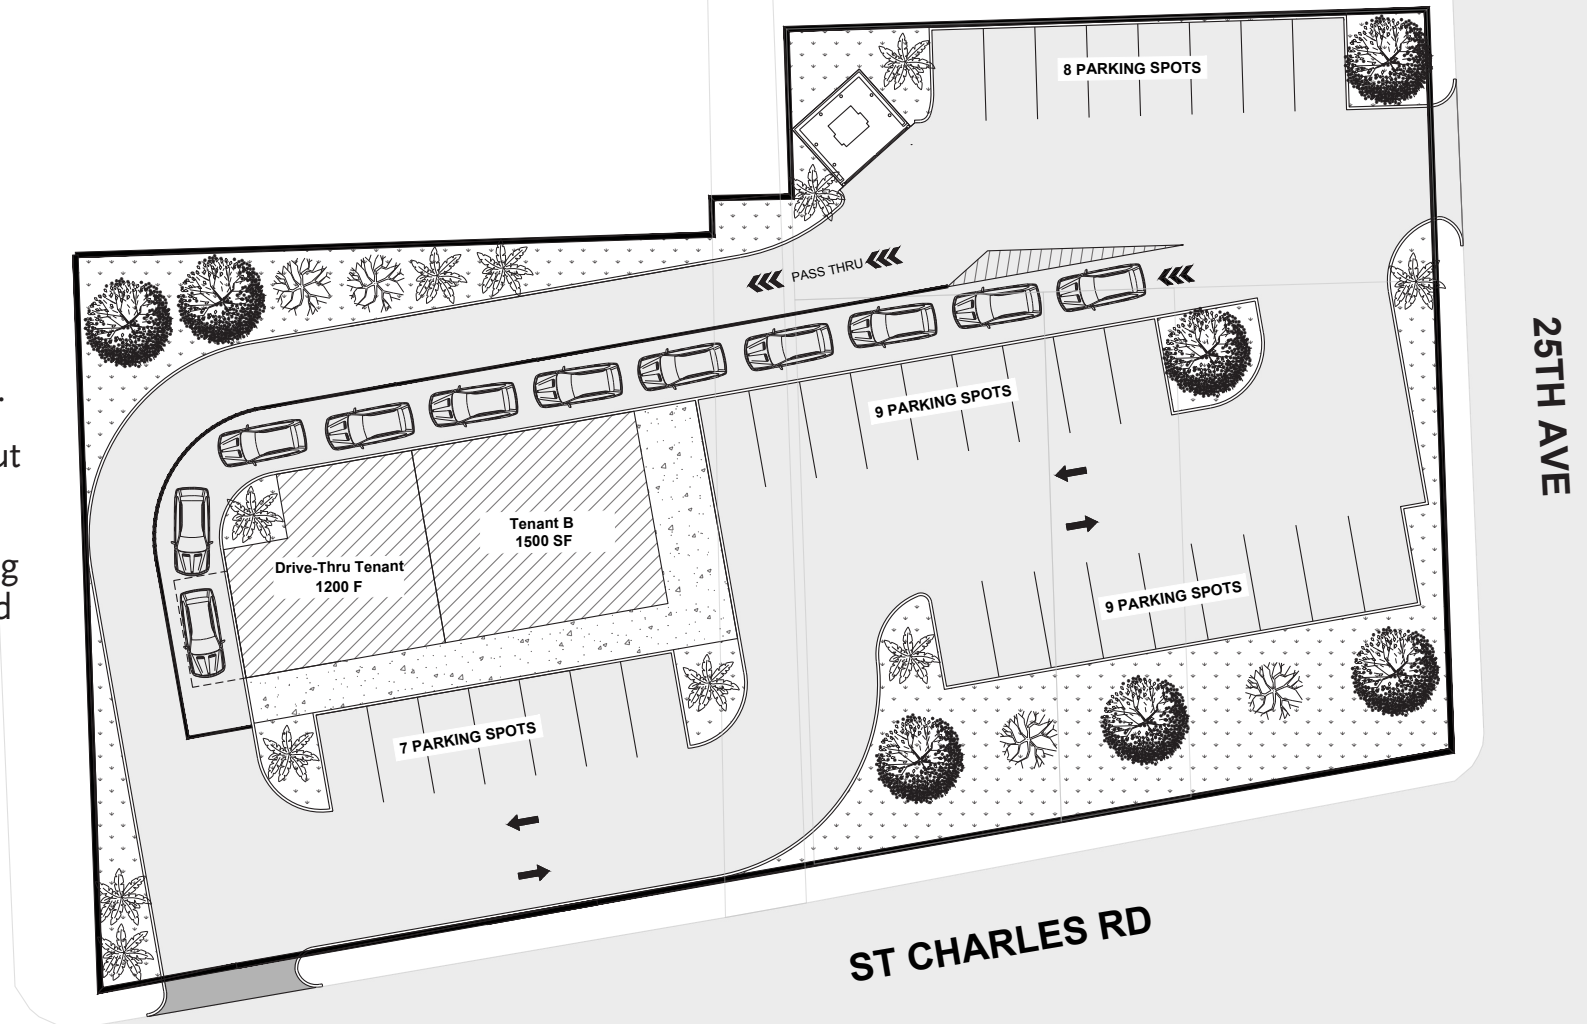 8 PARKING SPOTS
PASS THRU
.
9 PARKING SPOTS
25TH AVE
ut
Tenant B
1500 SF
Drive-Thru Tenant
1200 F
g
d
9 PARKING SPOTS
7 PARKING SPOTS
ST CHARLES RD